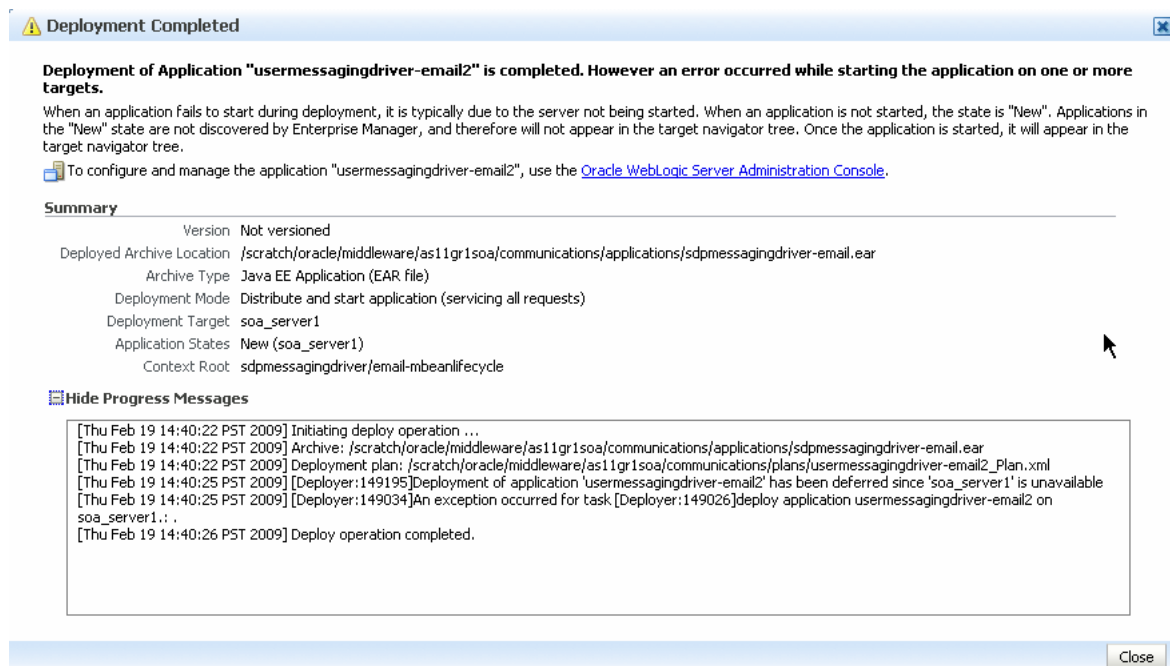 Deployment Completed
Deployment of Application "usermessagingdriver-email2" is completed. However an error occurred while starting the application on one or more
targets.
When an application fails to start during deployment, it is typically due to the server not being started. When an application is not started, the state is "New". Applications in
the "New" state are not discovered by Enterprise Manager, and therefore will not appear in the target navigator tree. Once the application is started, it will appear in the
target navigator tree.
To configure and manage the application "usermessagingdriver-email2", use the Oracle WebLogic Server Administration Console.
Summary
Version Not versioned
Deployed Archive Location /scratch/oracle/middleware/as11gr1soa/communications/applications/sdpmessagingdriver-email.ear
Archive Type Java EE Application (EAR file)
Deployment Mode Distribute and start application (servicing all requests)
Deployment Target soa_server1
Application States New (soa_server1)
Context Root sdpmessagingdriver/email-mbeanlifecycle
Hide Progress Messages
[Thu Feb 19 14:40:22 PST 2009] Initiating deploy operation ...
[Thu Feb 19 14:40:22 PST 2009] Archive: /scratch/oracle/middleware/as11gr1soa/communications/applications/sdpmessagingdriver-email.ear
[Thu Feb 19 14:40:22 PST 2009] Deployment plan: /scratch/oracle/middleware/as11gr1soa/communications/plans/usermessagingdriver-email2_Plan.xml
[Thu Feb 19 14:40:25 PST 2009] [Deployer:149195]Deployment of application 'usermessagingdriver-email2' has been deferred since 'soa_server1' is unavailable
[Thu Feb 19 14:40:25 PST 2009] [Deployer:149034]An exception occurred for task [Deployer:149026]deploy application usermessagingdriver-email2 on
soa_server1.: .
[Thu Feb 19 14:40:26 PST 2009] Deploy operation completed.
Close